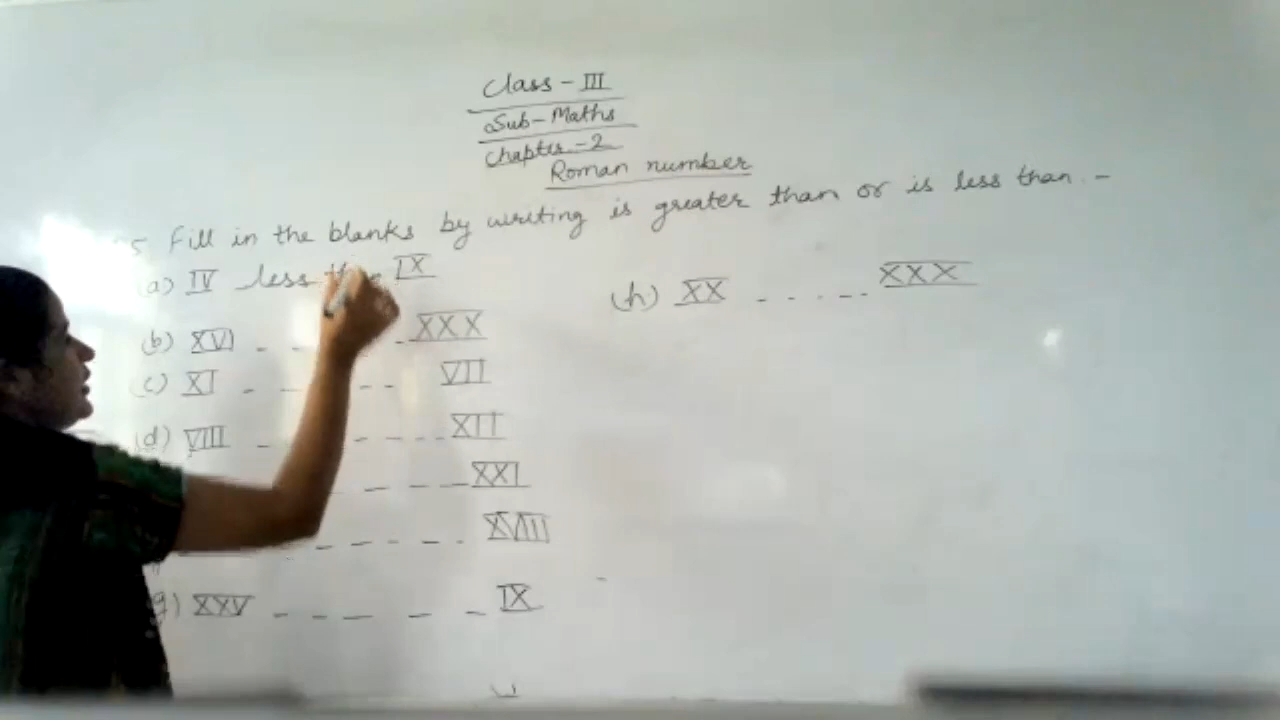 Class - III
Sub - Maths
Chapter - 2
Roman number
5 Fill in the blanks by writing is greater than or is less than. -
(a) IV less IX
(b) XVI _ _ _ XXX
(c) XI _ _ _ _ VII
(d) VIII _ _ _ _ _ XII
_ _ _ _ XXI
_ _ _ _ XVIII
g) XXV _ _ _ _ _ IX
(h) XX _ _ _ _ _ XXX